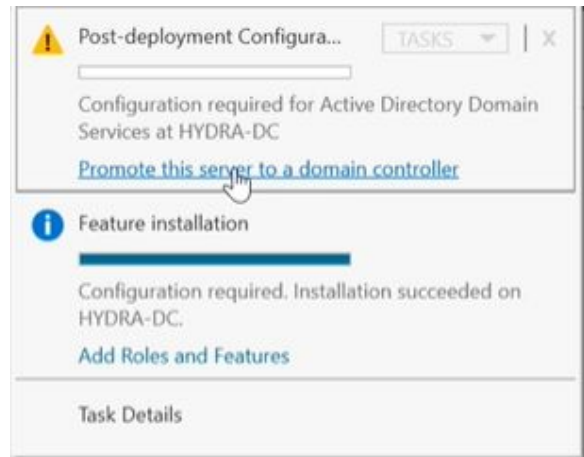 Post-deployment Configura...
TASKS
X
Configuration required for Active Directory Domain
Services at HYDRA-DC
Promote this server to a domain controller
Feature installation
Configuration required. Installation succeeded on
HYDRA-DC.
Add Roles and Features
Task Details